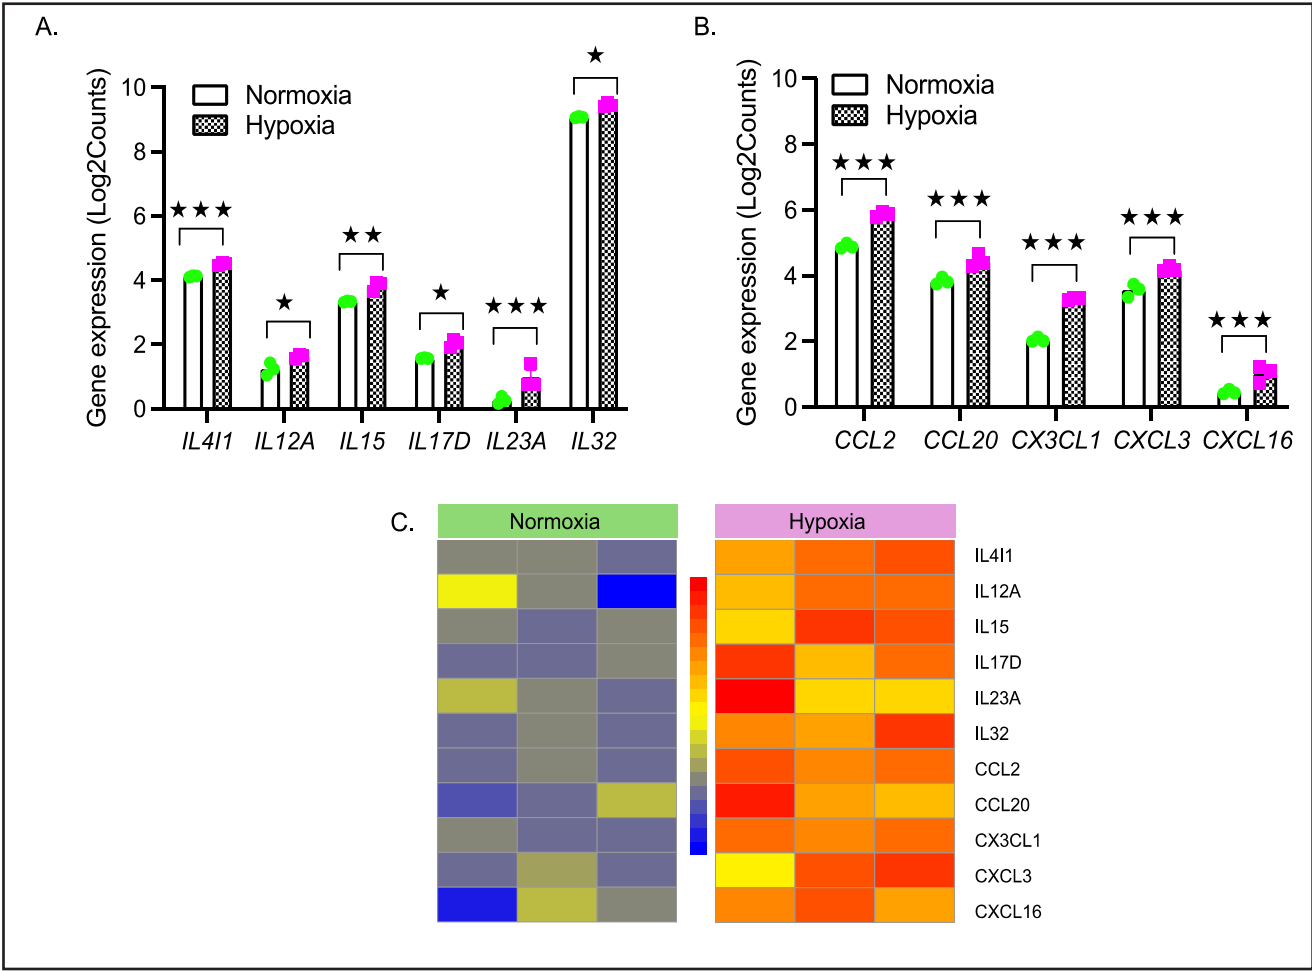 A.
Gene expression (Log2Counts)
10
8
6
4
2
0
Normoxia
Hypoxia
★★★
★
★★
★
★★★
★
IL4I1 IL12A IL15 IL17D IL23A IL32
B.
Gene expression (Log2Counts)
10
8
6
4
2
0
Normoxia
Hypoxia
★★★
★★★
★★★
★★★
★★★
CCL2 CCL20 CX3CL1 CXCL3 CXCL16
C.
Normoxia Hypoxia
IL4I1
IL12A
IL15
IL17D
IL23A
IL32
CCL2
CCL20
CX3CL1
CXCL3
CXCL16